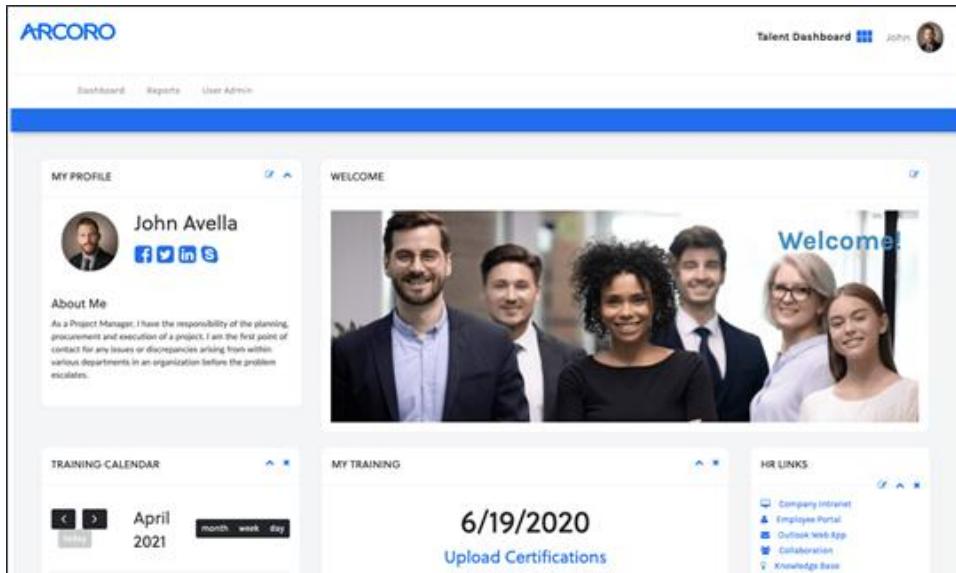 ARCORO
Talent Dashboard
John
Dashboard Reports User Admin
MY PROFILE
John Avella
About Me
As a Project Manager, I have the responsibility of the planning,
procurement and execution of a project. I am the first point of
contact for any issues or discrepancies arising from within
various departments in an organization before the problem
escalates.
WELCOME
Welcome!
TRAINING CALENDAR
April
2021
month week day
today
MY TRAINING
6/19/2020
Upload Certifications
HR LINKS
Company Intranet
Employee Portal
Outlook Web App
Collaboration
Knowledge Base